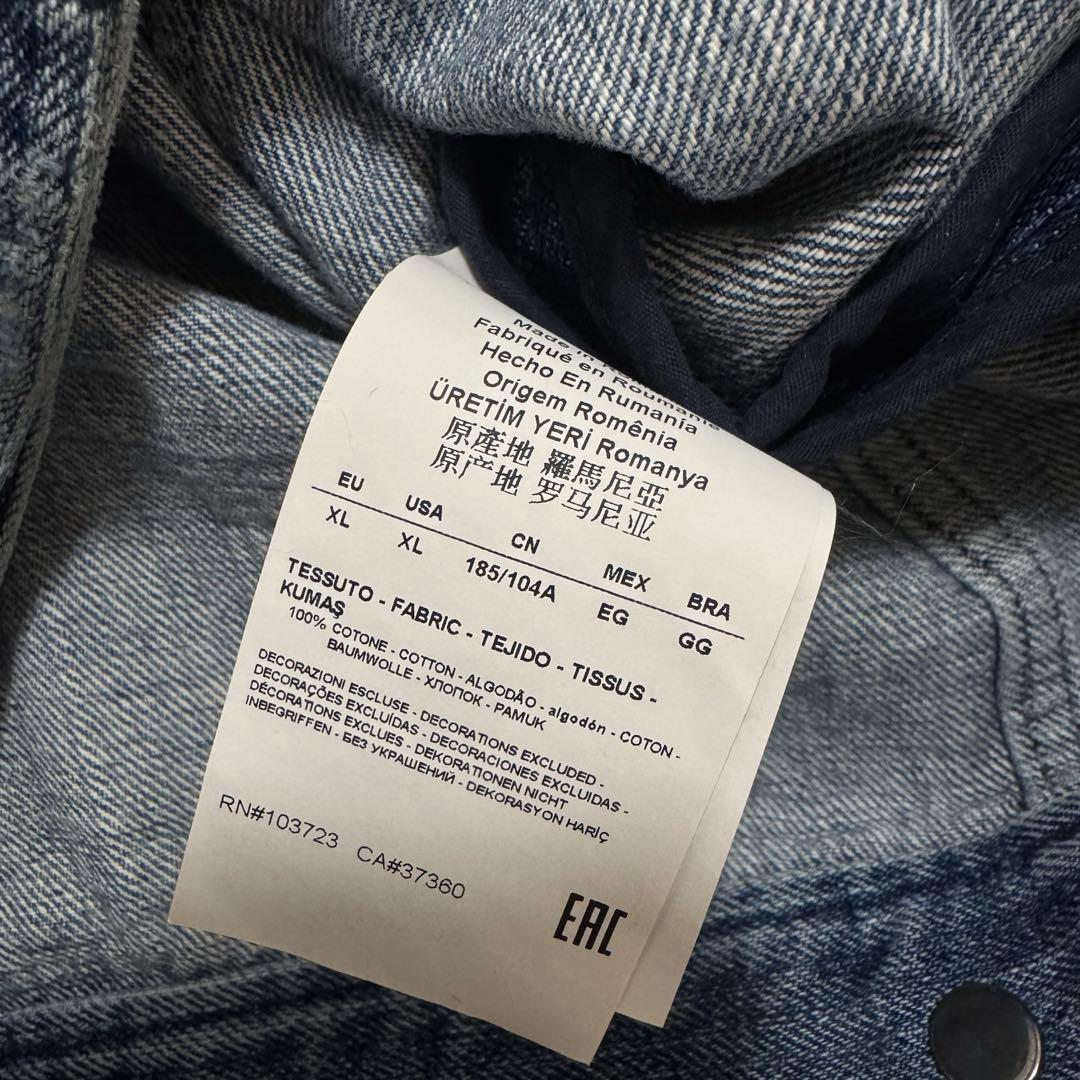 Made in
Fabriqué en Roumanie
Hecho En Rumania
Origem Romênia
ÜRETİM YERİ Romanya
原產地 羅馬尼亞
原产地 罗马尼亚
EU USA CN MEX BRA
XL XL 185/104A EG GG
TESSUTO - FABRIC - TEJIDO - TISSUS -
KUMAŞ
100% COTONE - COTTON - ALGODÃO - algodón - COTON -
BAUMWOLLE - ХЛОПОК - PAMUK
DECORAZIONI ESCLUSE - DECORATIONS EXCLUDED -
DECORAÇÕES EXCLUÍDAS - DECORACIONES EXCLUIDAS -
DÉCORATIONS EXCLUES - DEKORATIONEN NICHT
INBEGRIFFEN - БЕЗ УКРАШЕНИЙ - DEKORASYON HARİÇ
RN#103723 CA#37360
EAC